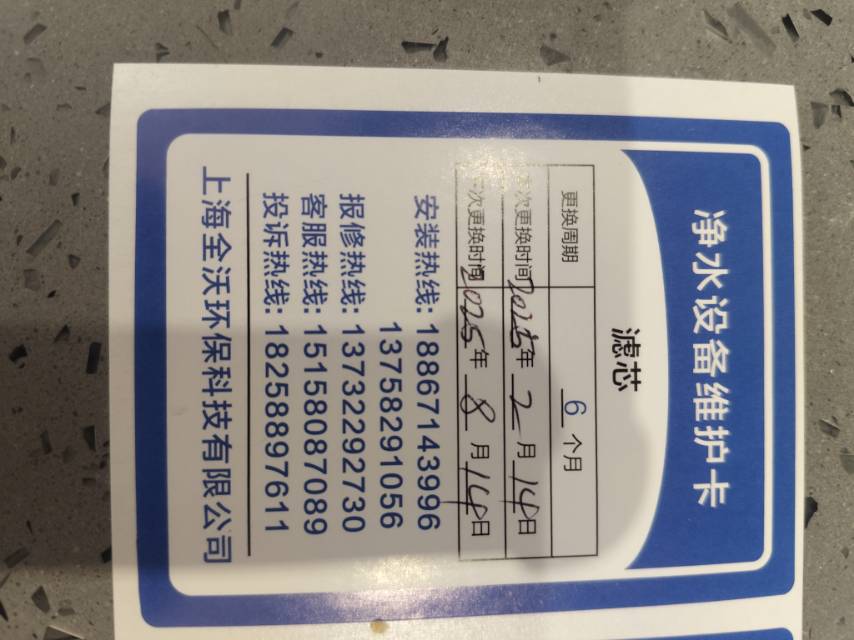 净水设备维护卡
滤芯
更换周期 6 个月
本次更换时间 2025年 2 月 14 日
下次更换时间 2025年 8 月 14 日
安装热线: 18867143996
13758291056
报修热线: 13732292730
客服热线: 15158087089
投诉热线: 18258897611
上海全沃环保科技有限公司